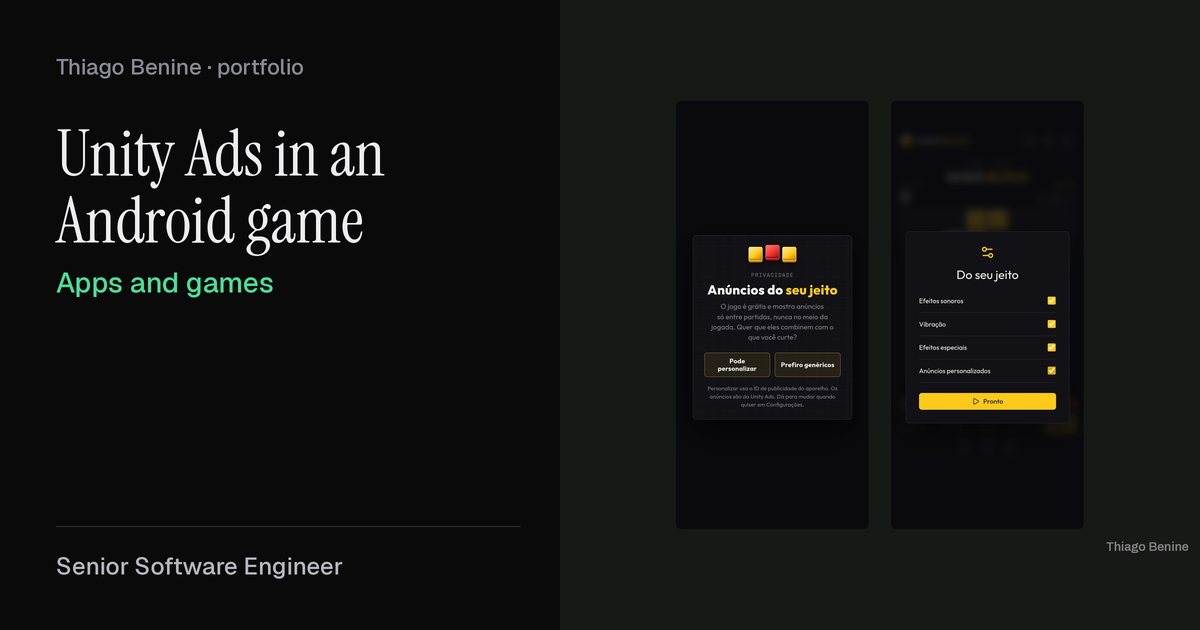 Thiago Benine · portfolio
Unity Ads in an
Android game
Apps and games
Senior Software Engineer
PRIVACIDADE
Anúncios do seu jeito
O jogo é grátis e mostra anúncios
só entre partidas, nunca no meio da
jogada. Quer que eles combinem com o
que você curte?
Pode
personalizar
Prefiro genéricos
Personalizar usa o ID de publicidade do aparelho. Os
anúncios são da Unity Ads. Dá para mudar quando
quiser em Configurações.
Do seu jeito
Efeitos sonoros
Vibração
Efeitos especiais
Anúncios personalizados
Pronto
Thiago Benine